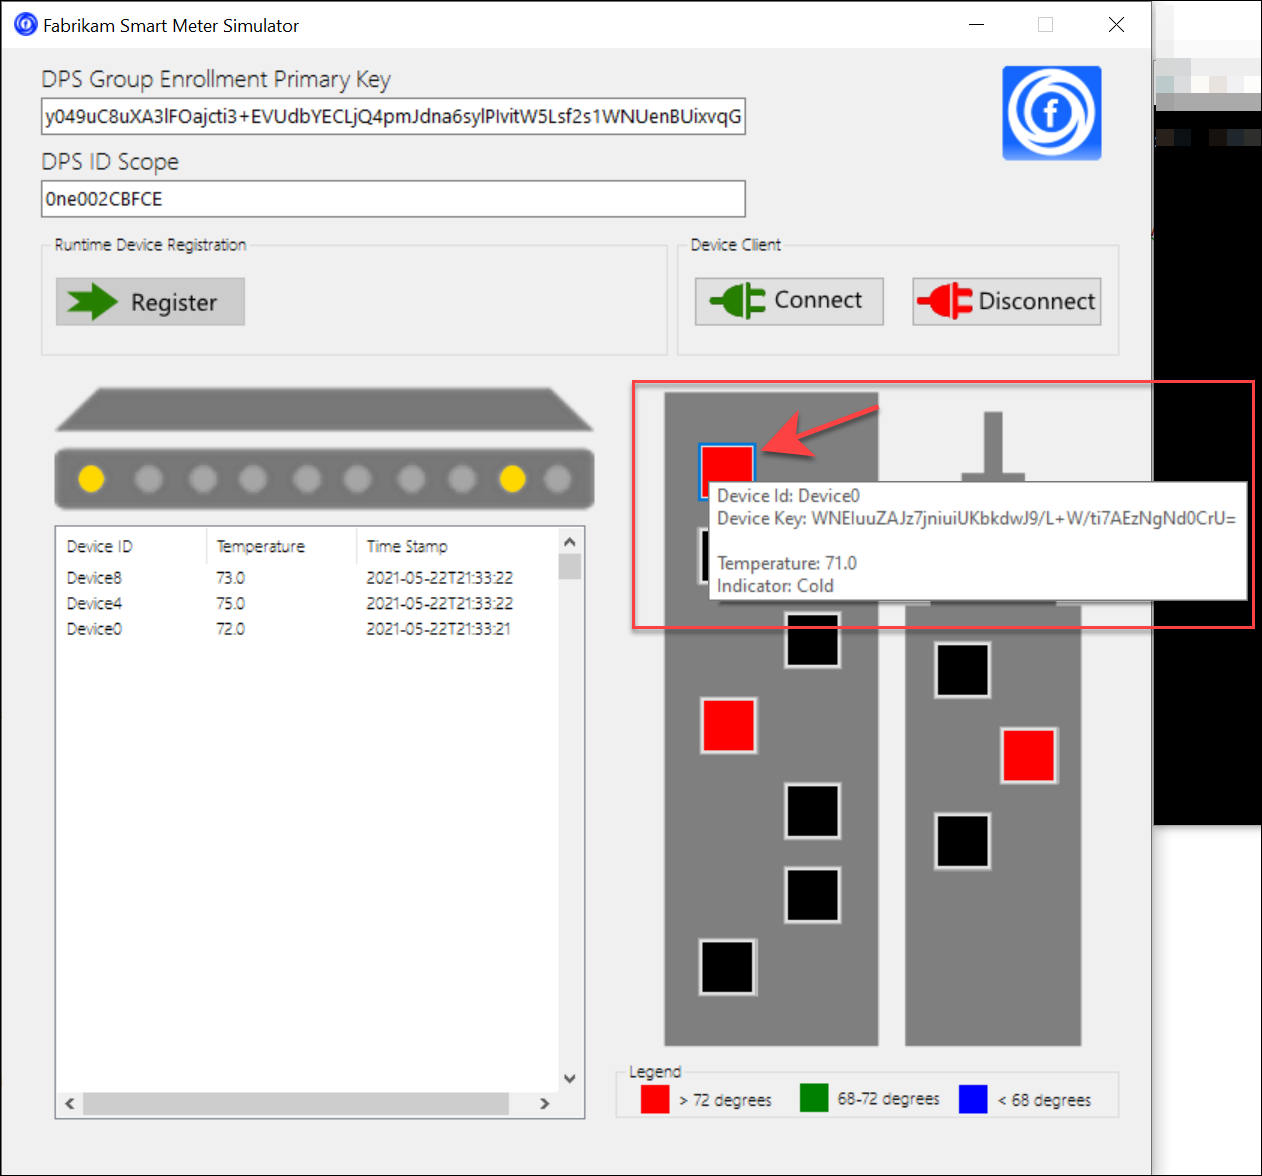 Fabrikam Smart Meter Simulator
DPS Group Enrollment Primary Key
y049uC8uXA3lFOajcti3+EVUdbYECLjQ4pmJdna6sylPIvitW5Lsf2s1WNUenBUixvqG
DPS ID Scope
0ne002CBFCE
Runtime Device Registration
Register
Device Client
Connect
Disconnect
Device Id: Device0
Device Key: WNEIuuZAJz7jniuiUKbkdwJ9/L+W/ti7AEzNgNd0CrU=
Temperature: 71.0
Indicator: Cold
Device ID Temperature Time Stamp
Device8 73.0 2021-05-22T21:33:22
Device4 75.0 2021-05-22T21:33:22
Device0 72.0 2021-05-22T21:33:21
Legend
> 72 degrees 68-72 degrees < 68 degrees